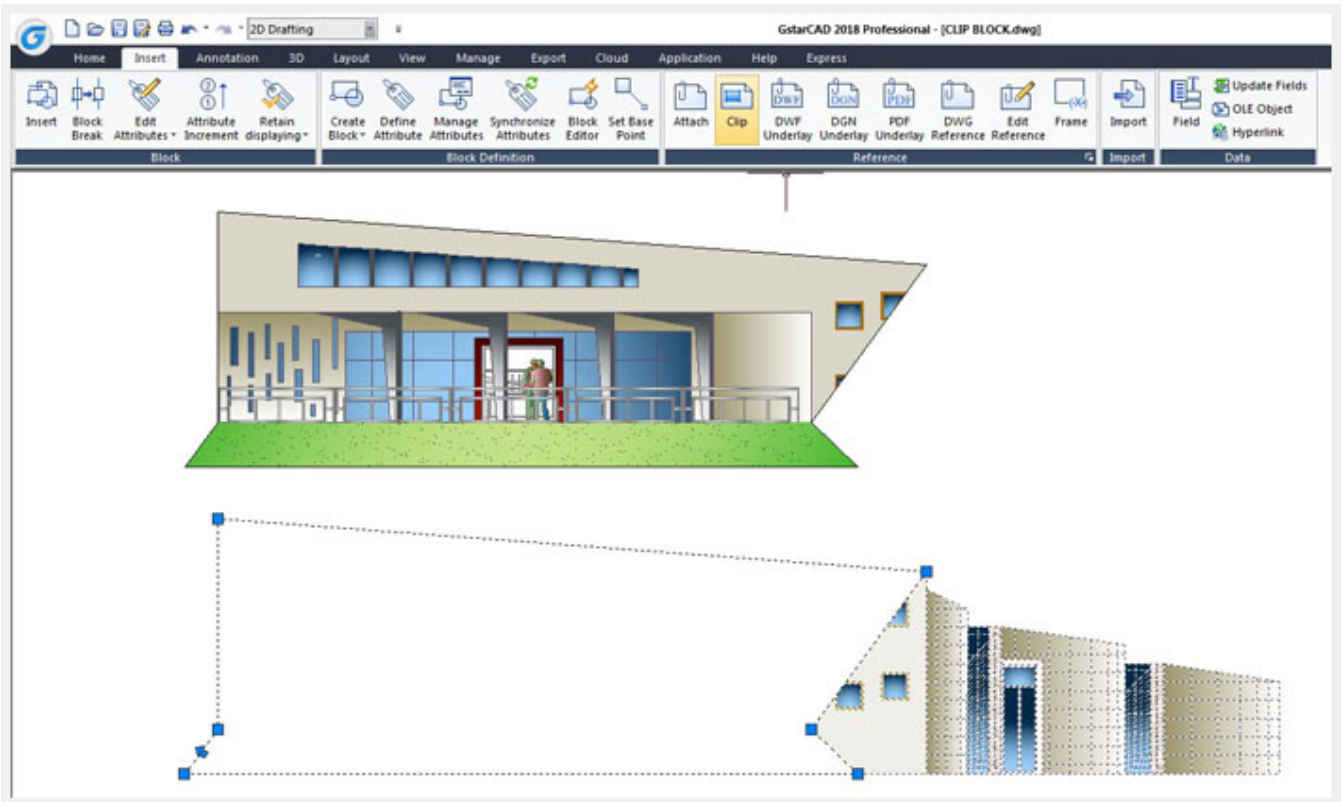 2D Drafting
GstarCAD 2018 Professional - [CLIP BLOCK.dwg]
Home Insert Annotation 3D Layout View Manage Export Cloud Application Help Express
Insert
Block
Break
Edit
Attributes
Attribute
Increment
Retain
displaying
Block
Create
Block
Define
Attribute
Manage
Attributes
Synchronize
Attributes
Block
Editor
Set Base
Point
Block Definition
Attach
Clip
DWF
DWF
Underlay
DGN
DGN
Underlay
PDF
PDF
Underlay
DWG
Reference
Edit
Reference
Frame
Reference
Import
Import
Field
Update Fields
OLE Object
Hyperlink
Data